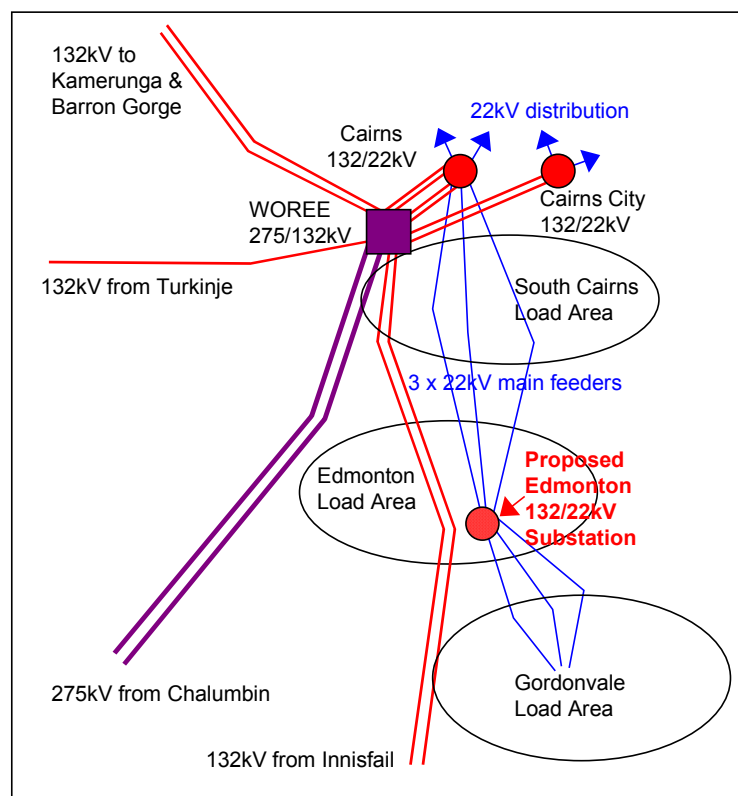 132kV to
Kamerunga &
Barron Gorge
22kV distribution
Cairns
132/22kV
Cairns City
132/22kV
WOREE
275/132kV
132kV from Turkinje
South Cairns
Load Area
3 x 22kV main feeders
Edmonton
Load Area
Proposed
Edmonton
132/22kV
Substation
275kV from Chalumbin
Gordonvale
Load Area
132kV from Innisfail